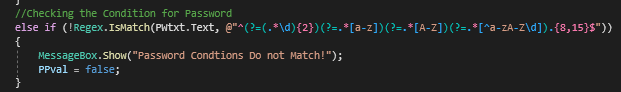 //Checking the Condition for Password
else if (!Regex.IsMatch(PWtxt.Text, @"^(?=(.*\d){2})(?=.*[a-z])(?=.*[A-Z])(?=.*[^a-zA-Z\d]).{8,15}$"))
{
MessageBox.Show("Password Condtions Do not Match!");
PPval = false;
}